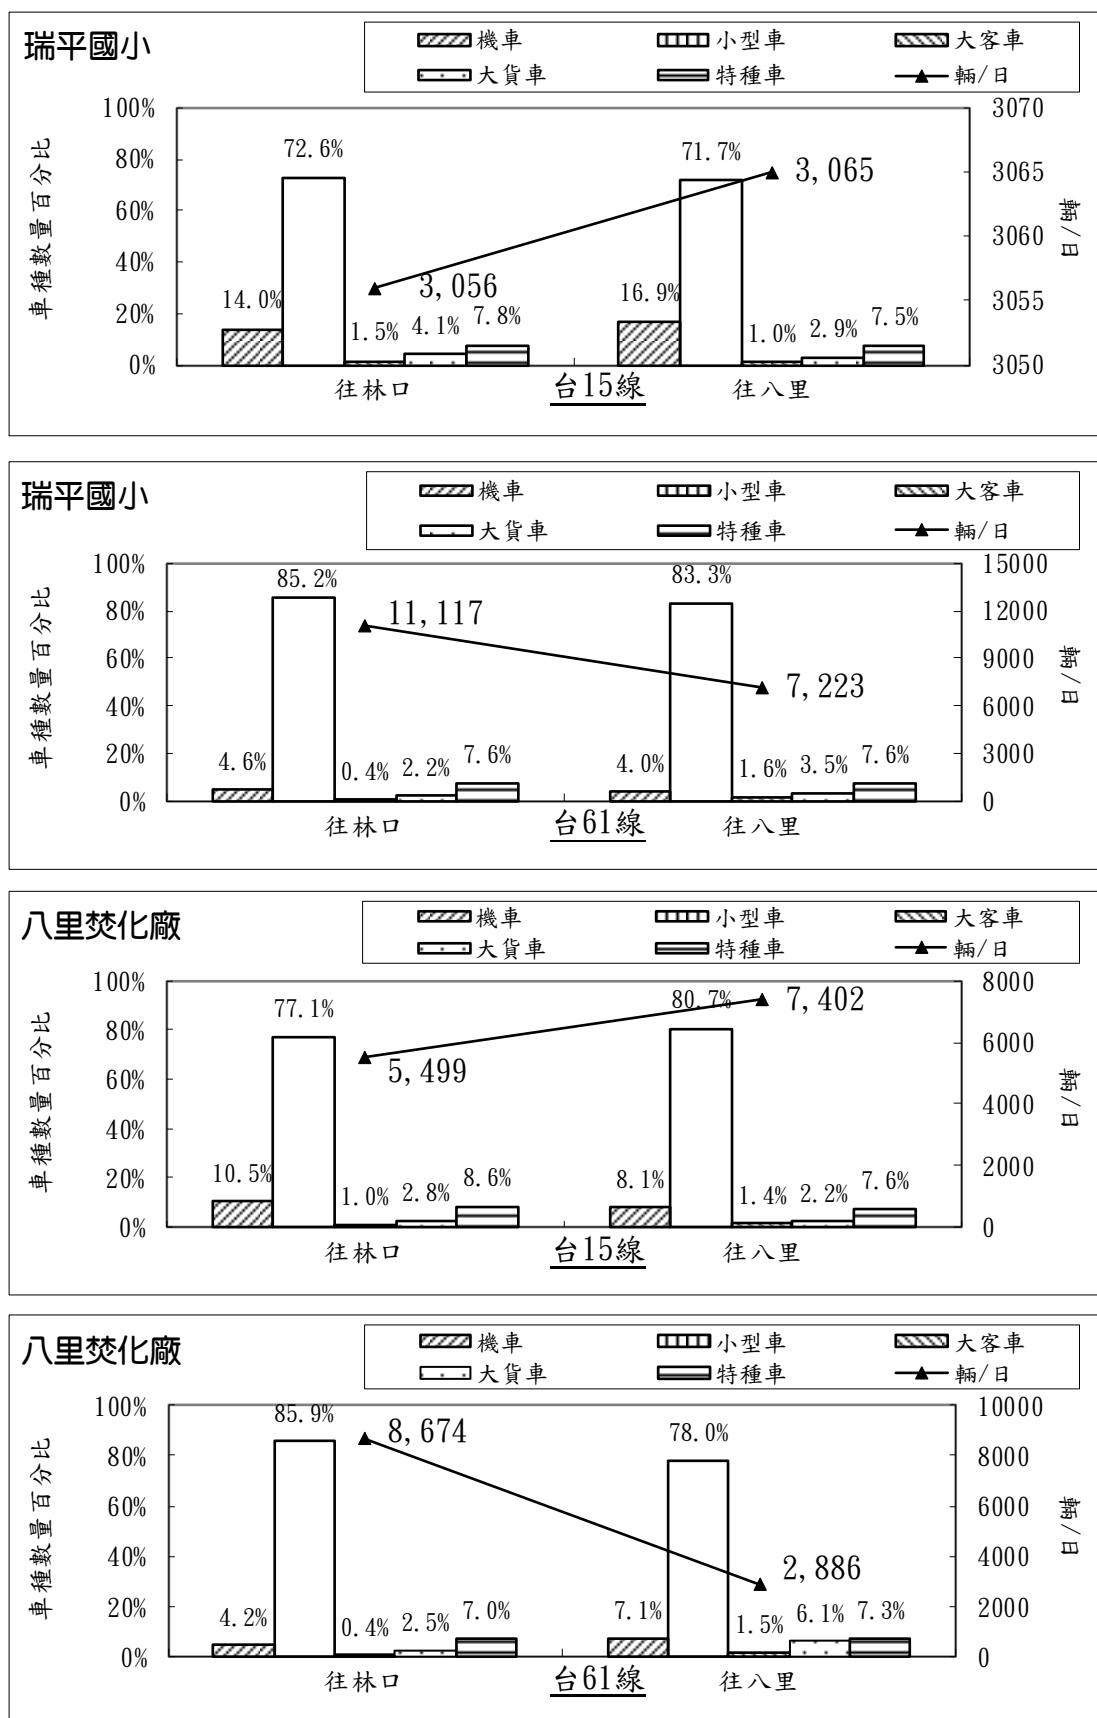 瑞平國小
機車 小型車 大客車
大貨車 特種車 輛/日
車種數量百分比
輛/日
100% 3070
80% 3065
60% 3060
40% 3055
20% 3050
0%
72.6% 71.7%
3,065
3,056
14.0% 1.5% 4.1% 7.8% 16.9% 1.0% 2.9% 7.5%
往林口 台15線 往八里
瑞平國小
機車 小型車 大客車
大貨車 特種車 輛/日
車種數量百分比
輛/日
100% 15000
80% 12000
60% 9000
40% 6000
20% 3000
0% 0
85.2% 83.3%
11,117
7,223
4.6% 0.4% 2.2% 7.6% 4.0% 1.6% 3.5% 7.6%
往林口 台61線 往八里
八里焚化廠
機車 小型車 大客車
大貨車 特種車 輛/日
車種數量百分比
輛/日
100% 8000
80% 6000
60% 4000
40% 2000
20% 0
0%
77.1% 80.7% 7,402
5,499
10.5% 1.0% 2.8% 8.6% 8.1% 1.4% 2.2% 7.6%
往林口 台15線 往八里
八里焚化廠
機車 小型車 大客車
大貨車 特種車 輛/日
車種數量百分比
輛/日
100% 10000
80% 8000
60% 6000
40% 4000
20% 2000
0% 0
85.9% 8,674 78.0%
2,886
4.2% 0.4% 2.5% 7.0% 7.1% 1.5% 6.1% 7.3%
往林口 台61線 往八里